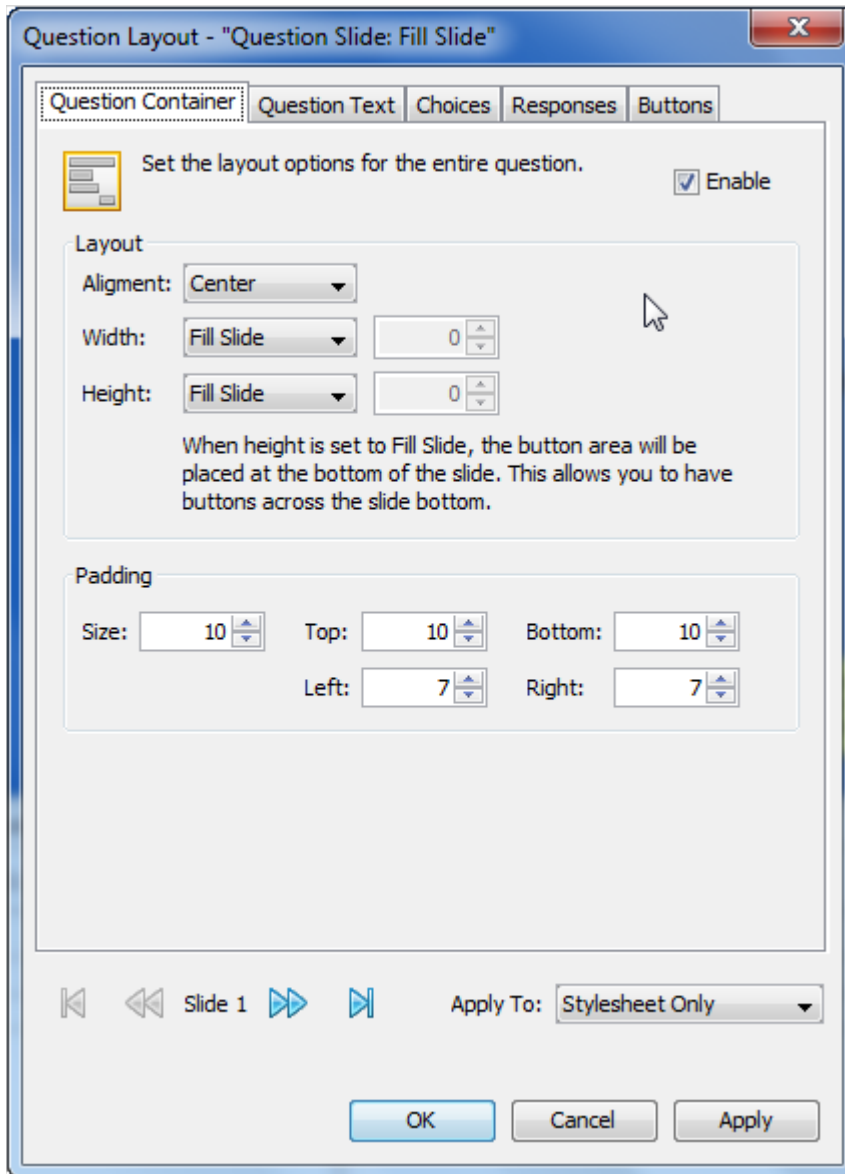 Question Layout - "Question Slide: Fill Slide"
Question Container Question Text Choices Responses Buttons
Set the layout options for the entire question.
Enable
Layout
Aligment: Center
Width: Fill Slide 0
Height: Fill Slide 0
When height is set to Fill Slide, the button area will be
placed at the bottom of the slide. This allows you to have
buttons across the slide bottom.
Padding
Size: 10 Top: 10 Bottom: 10
Left: 7 Right: 7
Slide 1 Apply To: Stylesheet Only
OK Cancel Apply